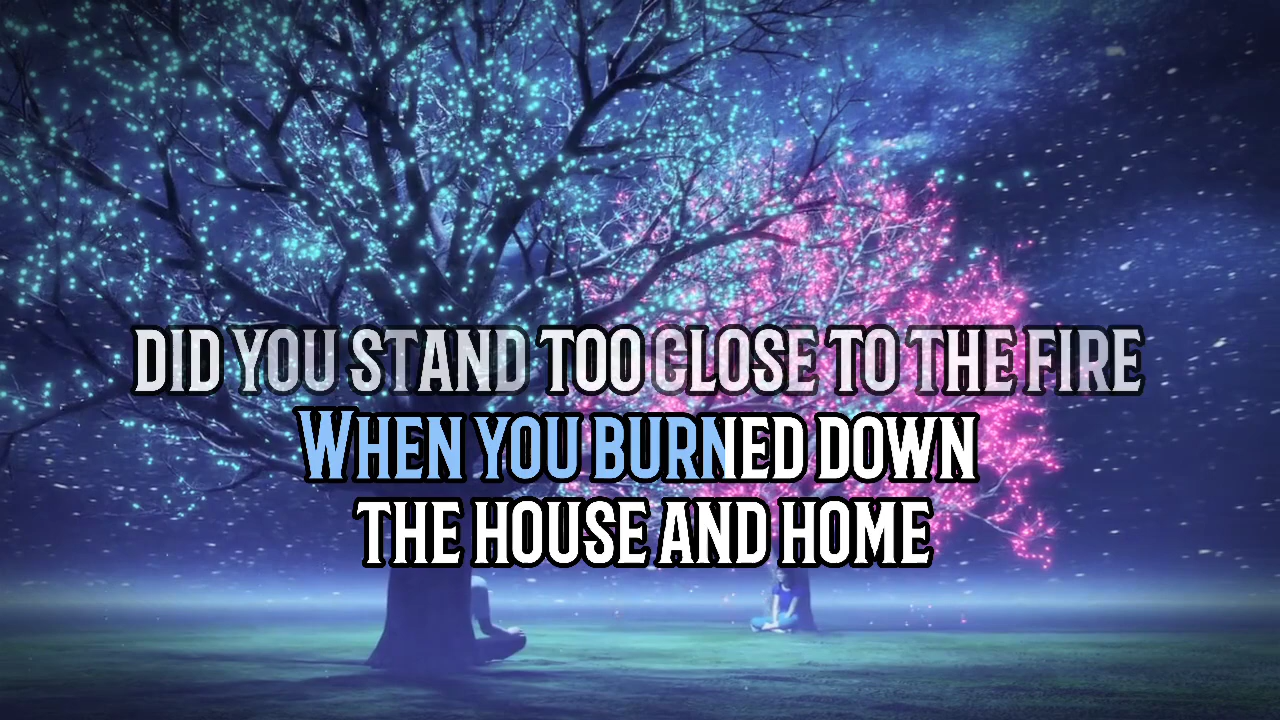 DID YOU STAND TOO CLOSE TO THE FIRE
WHEN YOU BURNED DOWN
THE HOUSE AND HOME